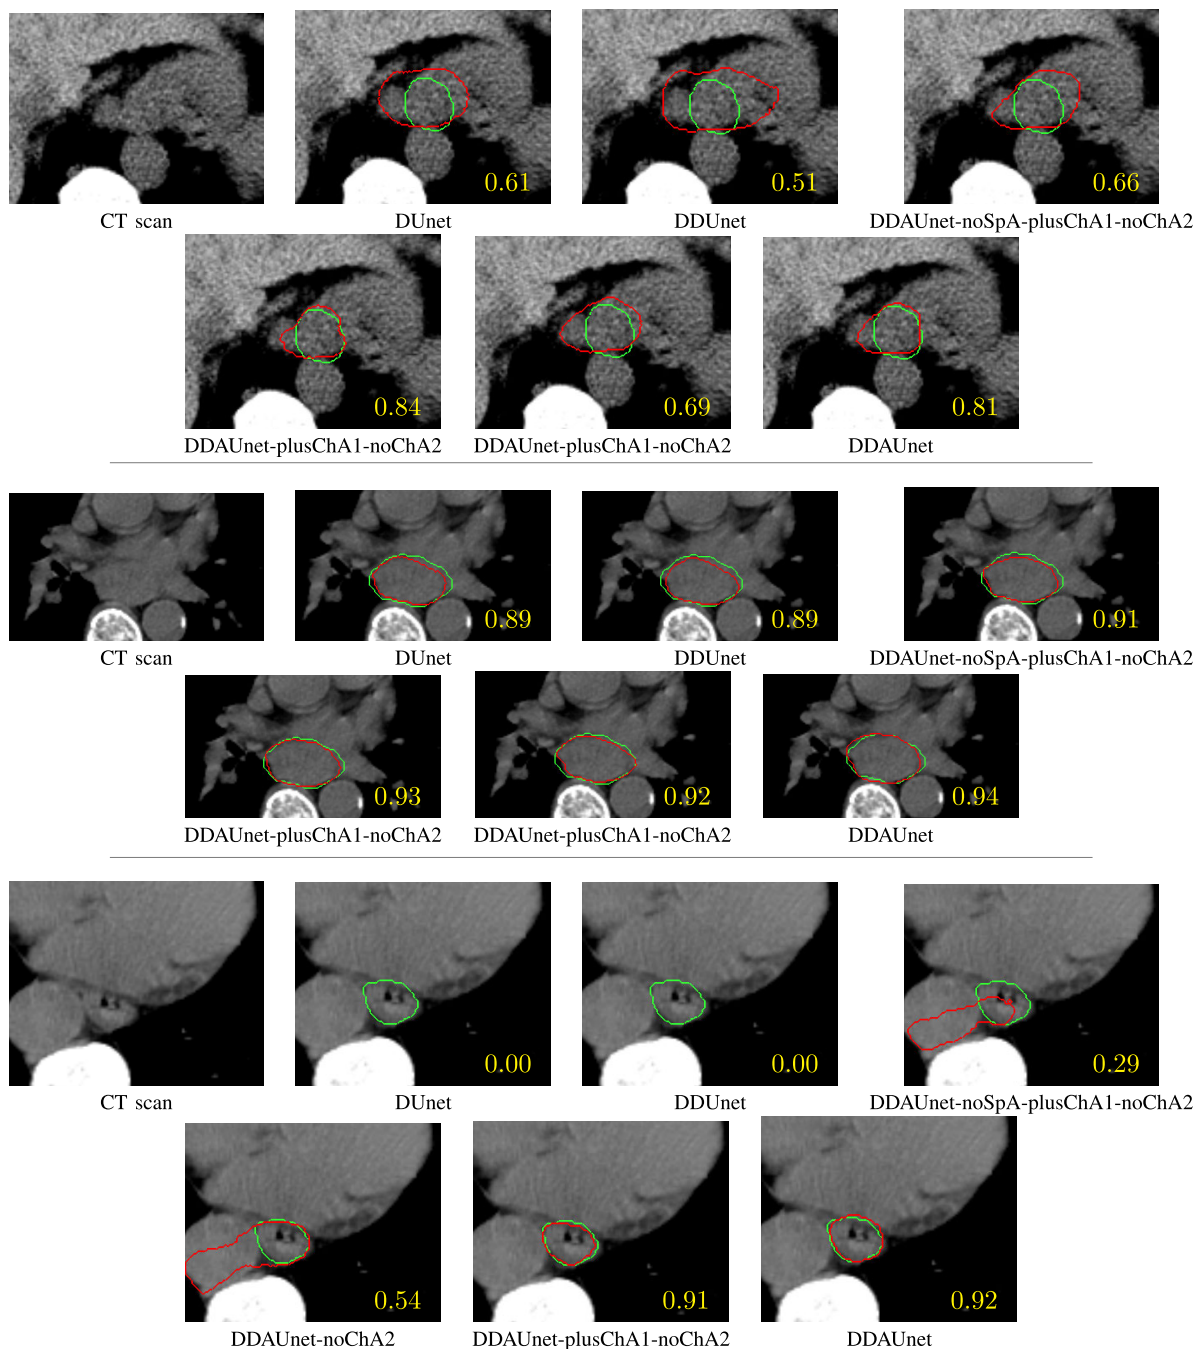 0.61 0.51 0.66
CT scan DUnet DDUnet DDAUnet-noSpA-plusChA1-noChA2
0.84 0.69 0.81
DDAUnet-plusChA1-noChA2 DDAUnet-plusChA1-noChA2 DDAUnet
0.89 0.89 0.91
CT scan DUnet DDUnet DDAUnet-noSpA-plusChA1-noChA2
0.93 0.92 0.94
DDAUnet-plusChA1-noChA2 DDAUnet-plusChA1-noChA2 DDAUnet
0.00 0.00 0.29
CT scan DUnet DDUnet DDAUnet-noSpA-plusChA1-noChA2
0.54 0.91 0.92
DDAUnet-noChA2 DDAUnet-plusChA1-noChA2 DDAUnet